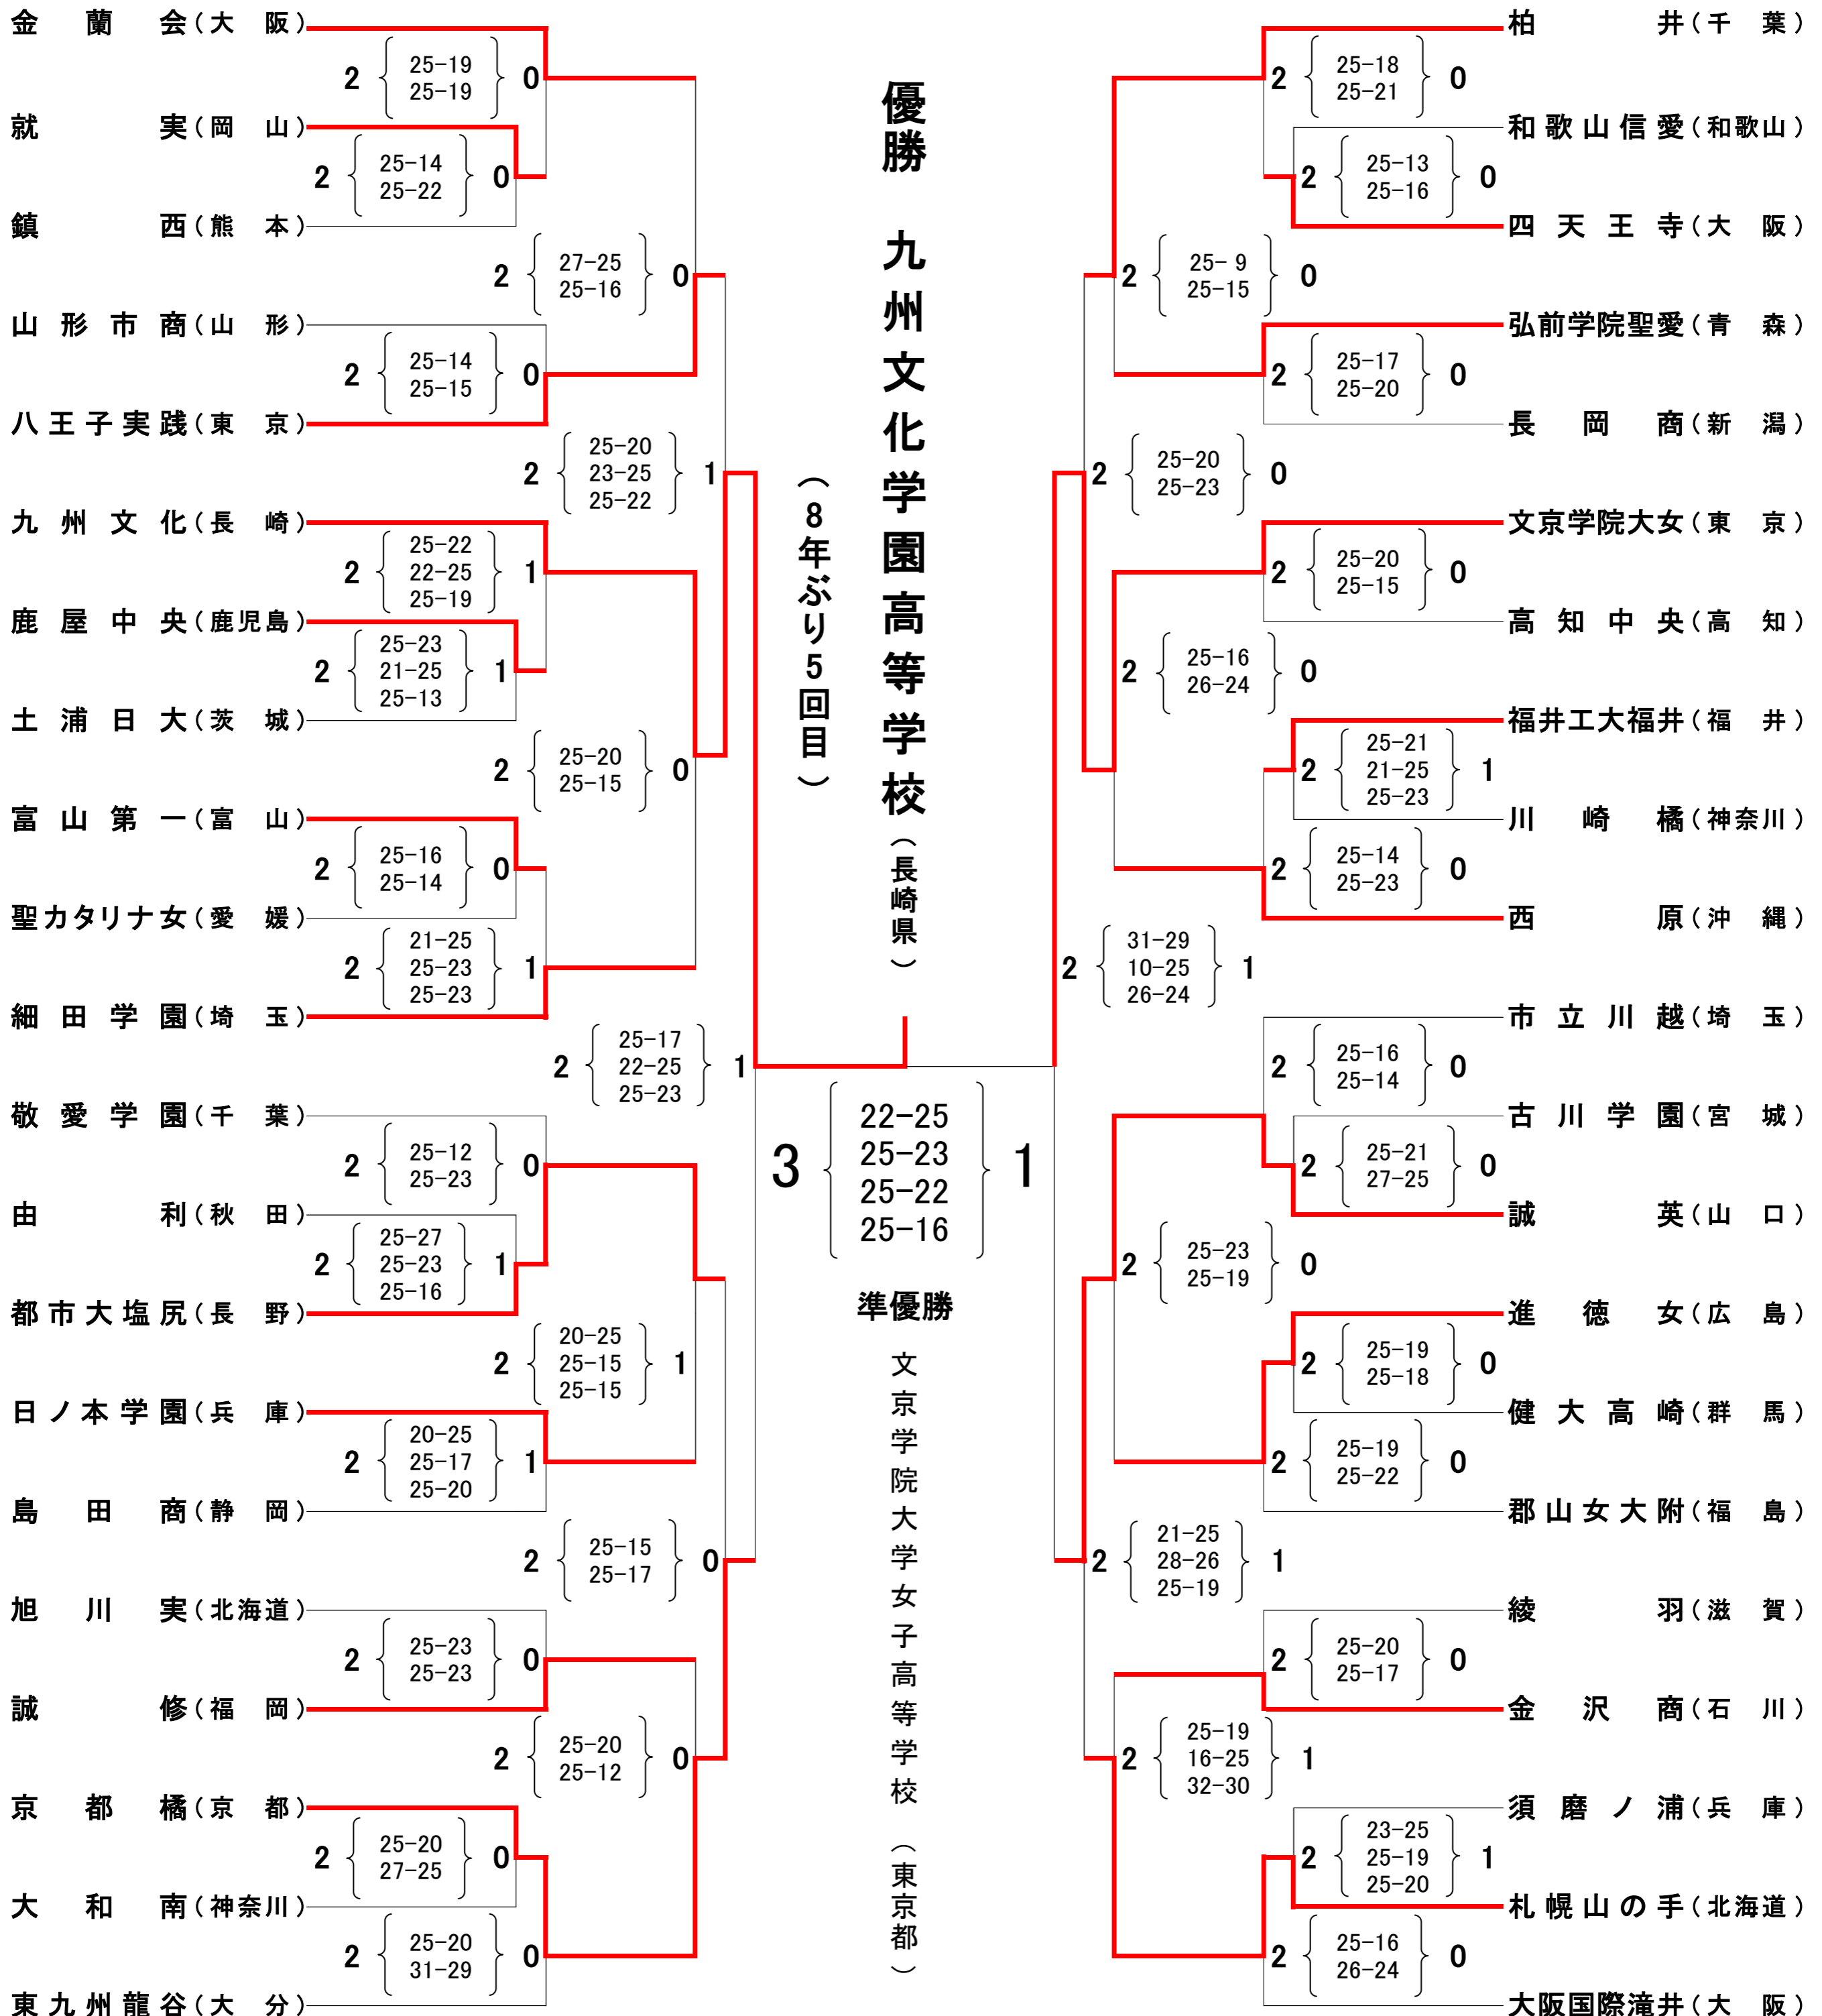 金蘭会(大阪)
2 25-19 25-19 0
就実(岡山)
2 25-14 25-22 0
鎮西(熊本)
2 27-25 25-16 0
山形市商(山形)
2 25-14 25-15 0
八王子実践(東京)
2 25-20 23-25 25-22 1
九州文化(長崎)
2 25-22 22-25 25-19 1
鹿屋中央(鹿児島)
2 25-23 21-25 25-13 1
土浦日大(茨城)
2 25-20 25-15 0
富山第一(富山)
2 25-16 25-14 0
聖カタリナ女(愛媛)
2 21-25 25-23 25-23 1
細田学園(埼玉)
2 25-17 22-25 25-23 1
敬愛学園(千葉)
2 25-12 25-23 0
由利(秋田)
2 25-27 25-23 25-16 1
都市大塩尻(長野)
2 20-25 25-15 25-15 1
日ノ本学園(兵庫)
2 20-25 25-17 25-20 1
島田商(静岡)
2 25-15 25-17 0
旭川実(北海道)
2 25-23 25-23 0
誠修(福岡)
2 25-20 25-12 0
京都橘(京都)
2 25-20 27-25 0
大和南(神奈川)
2 25-20 31-29 0
東九州龍谷(大分)
優勝 九州文化学園高等学校(長崎県)
(8年ぶり5回目)
3 22-25 25-23 25-22 25-16 1
準優勝
文京学院大学女子高等学校(東京都)
柏井(千葉)
2 25-18 25-21 0
和歌山信愛(和歌山)
2 25-13 25-16 0
四天王寺(大阪)
2 25- 9 25-15 0
弘前学院聖愛(青森)
2 25-17 25-20 0
長岡商(新潟)
2 25-20 25-23 0
文京学院大女(東京)
2 25-20 25-15 0
高知中央(高知)
2 25-16 26-24 0
福井工大福井(福井)
2 25-21 21-25 25-23 1
川崎橘(神奈川)
2 25-14 25-23 0
西原(沖縄)
2 31-29 10-25 26-24 1
市立川越(埼玉)
2 25-16 25-14 0
古川学園(宮城)
2 25-21 27-25 0
誠英(山口)
2 25-23 25-19 0
進徳女(広島)
2 25-19 25-18 0
健大高崎(群馬)
2 25-19 25-22 0
郡山女大附(福島)
2 21-25 28-26 25-19 1
綾羽(滋賀)
2 25-20 25-17 0
金沢商(石川)
2 25-19 16-25 32-30 1
須磨ノ浦(兵庫)
2 23-25 25-19 25-20 1
札幌山の手(北海道)
2 25-16 26-24 0
大阪国際滝井(大阪)